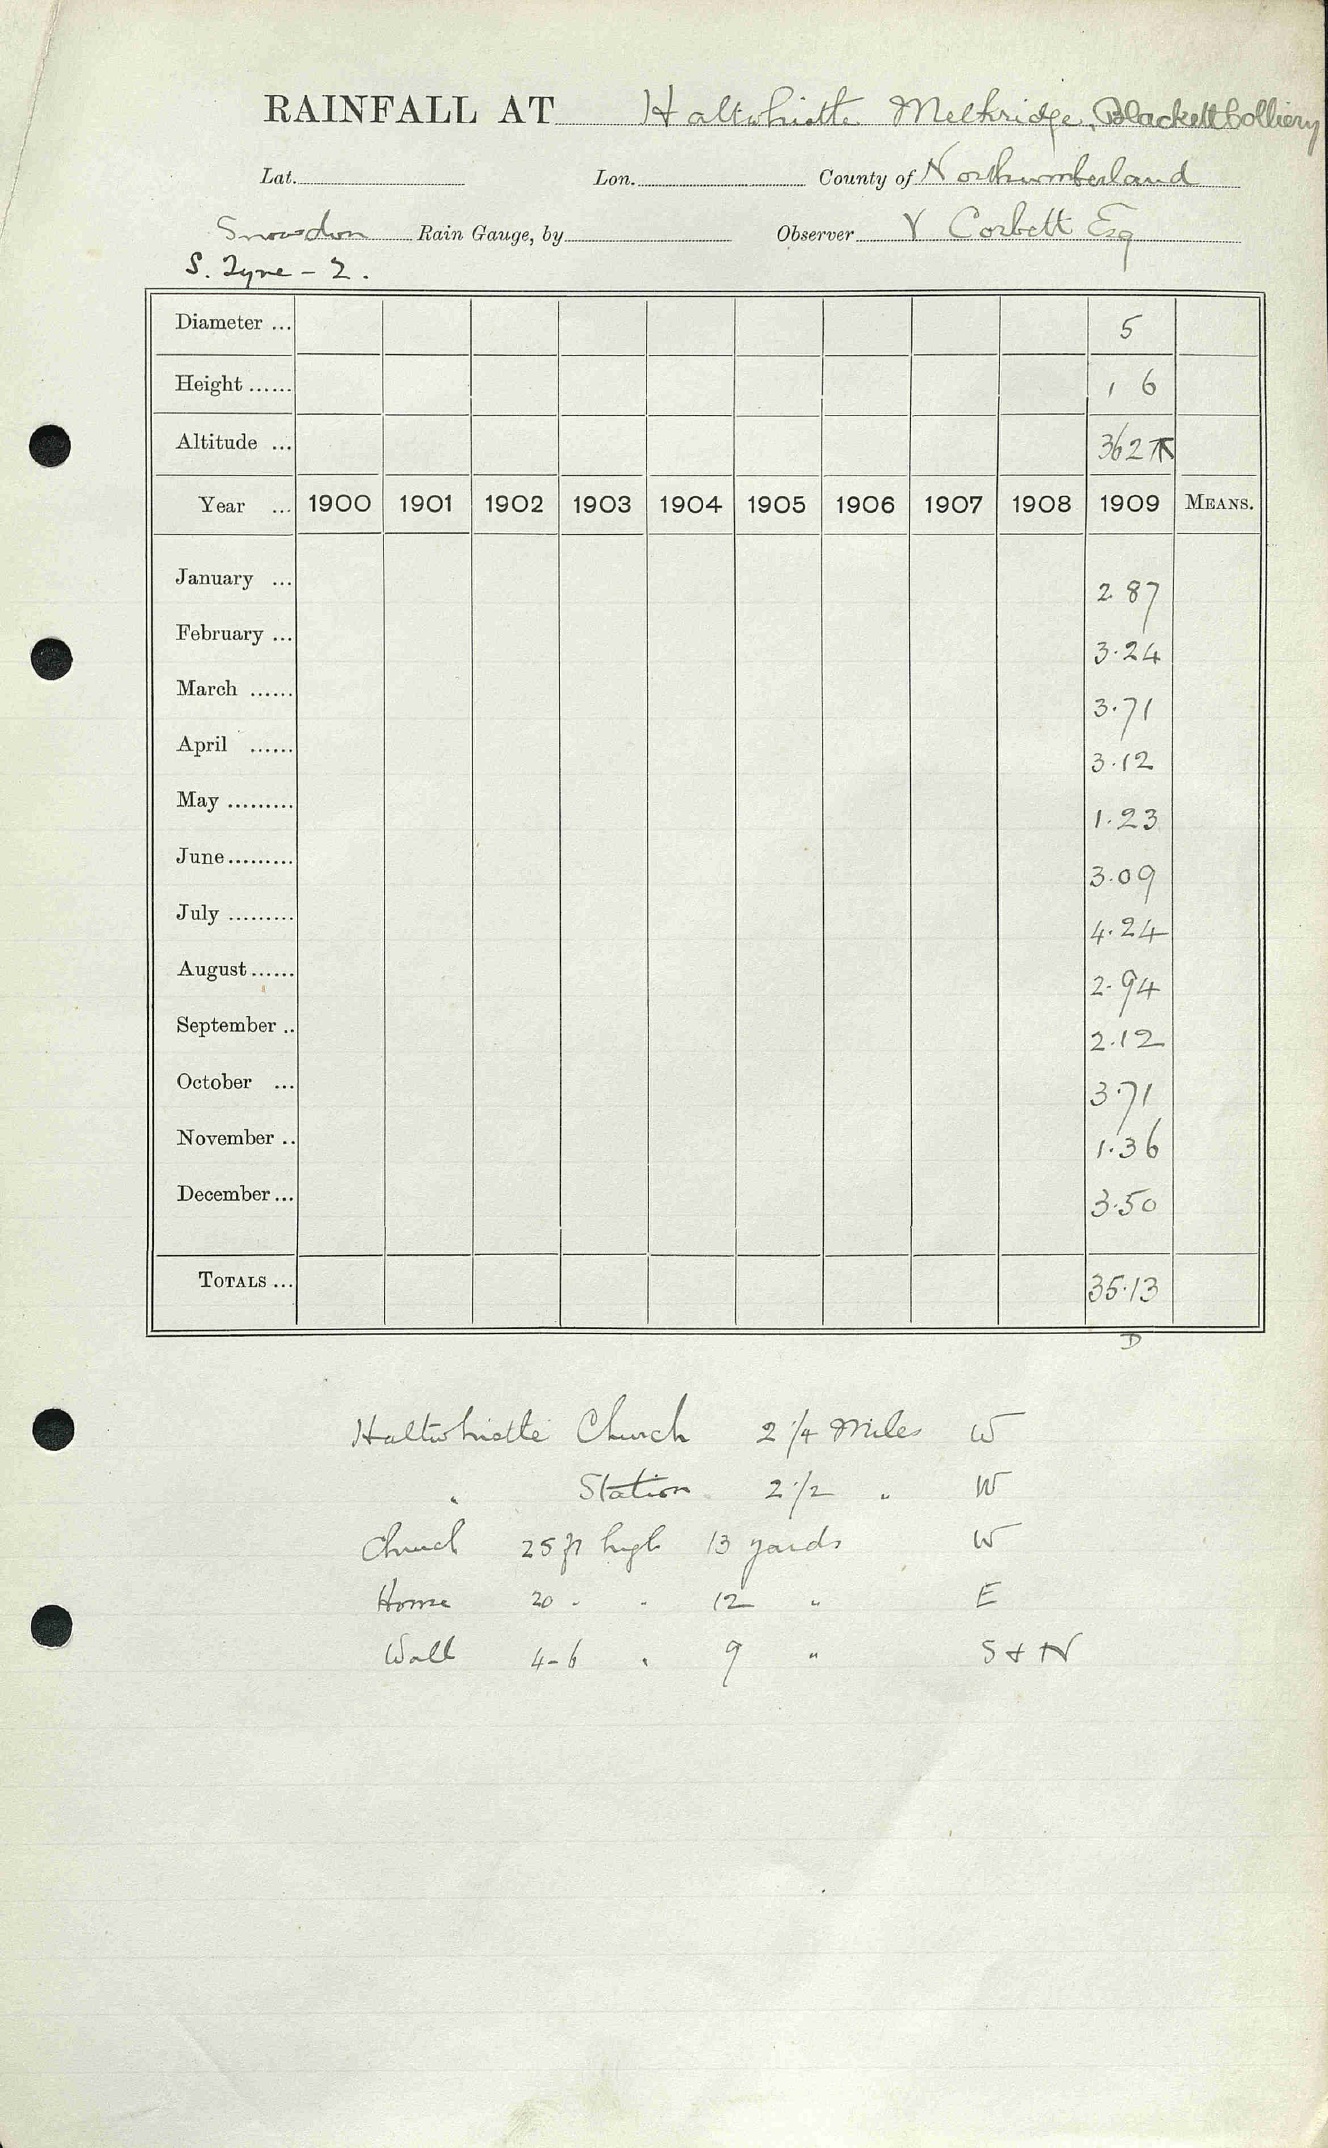 RAINFALL AT Haltwhistle Melkridge, Blackett Colliery
Lat. Lon. County of Northumberland
Snowdon Rain Gauge, by Observer V Corbett Esq
S. Tyne - 2.
Diameter ... 5
Height ...... 1 6
Altitude ... 362
Year ... 1900 1901 1902 1903 1904 1905 1906 1907 1908 1909 MEANS.
January ... 2 87
February ... 3.24
March ...... 3.71
April ...... 3.12
May ......... 1.23
June......... 3.09
July ......... 4.24
August...... 2.94
September .. 2.12
October ... 3.71
November .. 1.36
December... 3.50
TOTALS ... 35.13
D
Haltwhistle Church 2 1/4 Miles W
" Station 2 1/2 " W
Church 25 ft high 13 yards W
House 20 " " 12 " E
Wall 4-6 " 9 " S & N